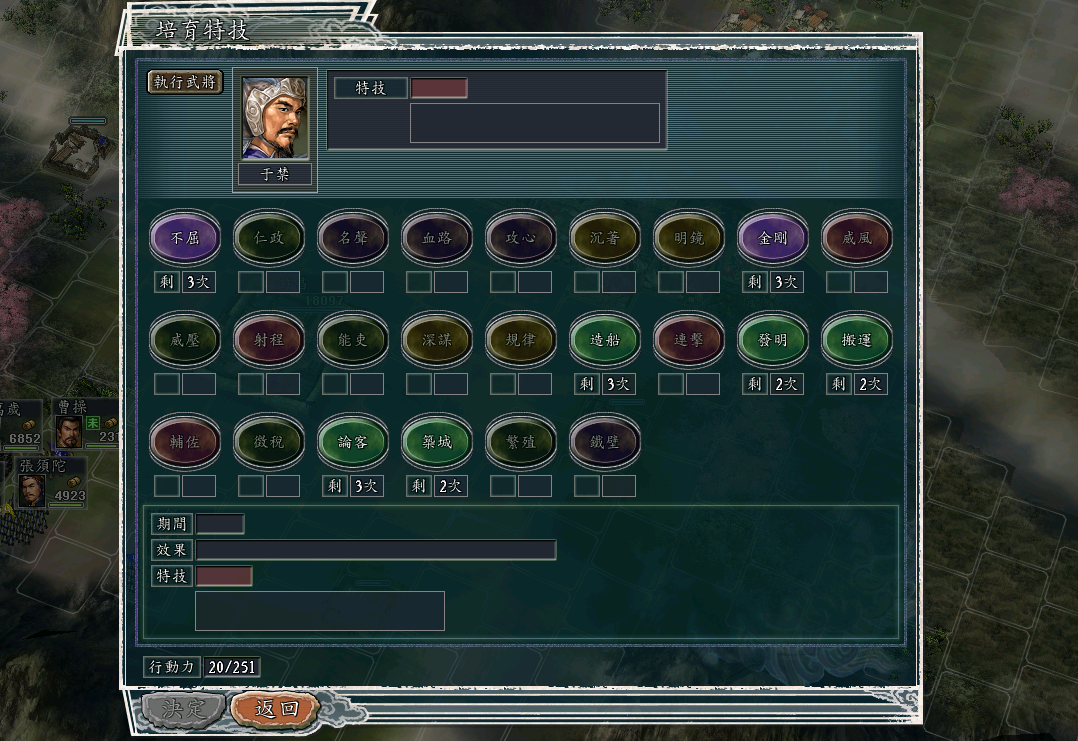 培育特技
執行武將
特技
于禁
不屈 仁政 名聲 血路 攻心 沉著 明鏡 金剛 威風
剩 3次 剩 3次
18097
威壓 射程 能吏 深謀 規律 造船 連擊 發明 搬運
剩 3次 剩 2次 剩 2次
輔佐 徵稅 論客 築城 繁殖 鐵壁
剩 3次 剩 2次
歲 曹操
未
6852 231
張須陀
4923
期間
效果
特技
行動力 20/251
決定 返回